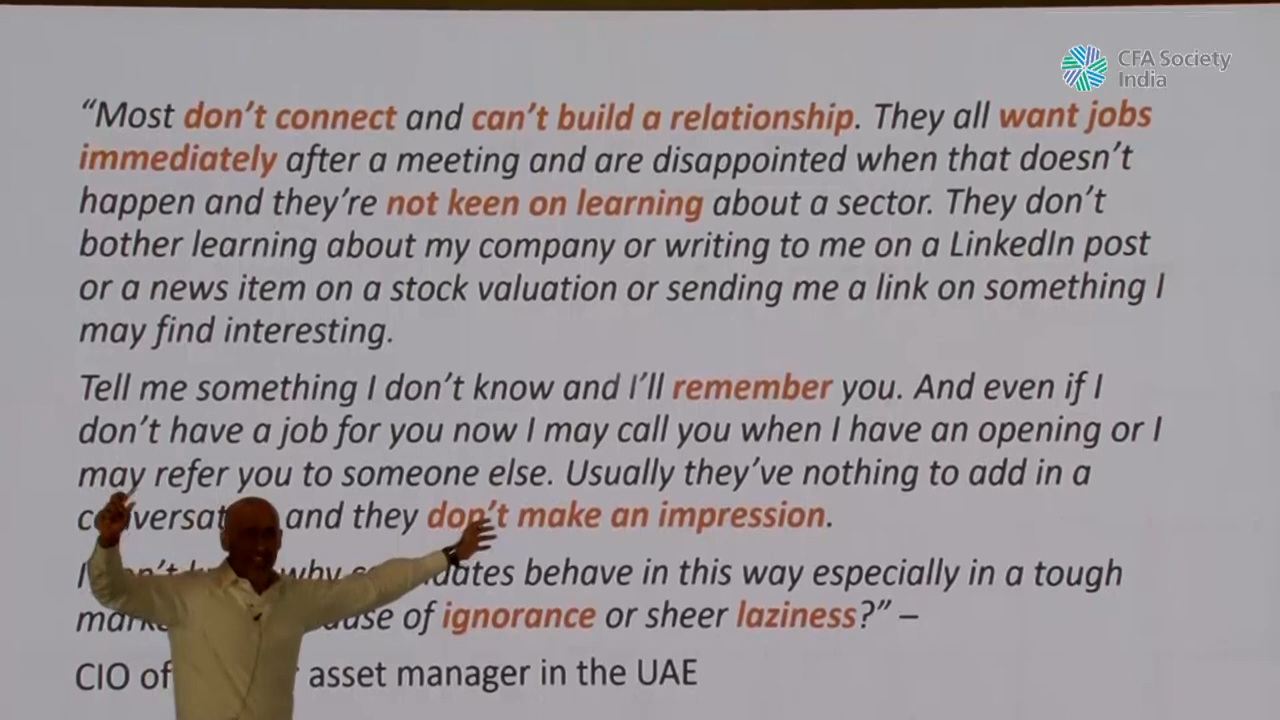 CFA Society
India
“Most don’t connect and can’t build a relationship. They all want jobs
immediately after a meeting and are disappointed when that doesn’t
happen and they’re not keen on learning about a sector. They don’t
bother learning about my company or writing to me on a LinkedIn post
or a news item on a stock valuation or sending me a link on something I
may find interesting.
Tell me something I don’t know and I’ll remember you. And even if I
don’t have a job for you now I may call you when I have an opening or I
may refer you to someone else. Usually they’ve nothing to add in a
and they don’t make an impression.
I why behave in this way especially in a tough
of ignorance or sheer laziness?” –
CIO of asset manager in the UAE